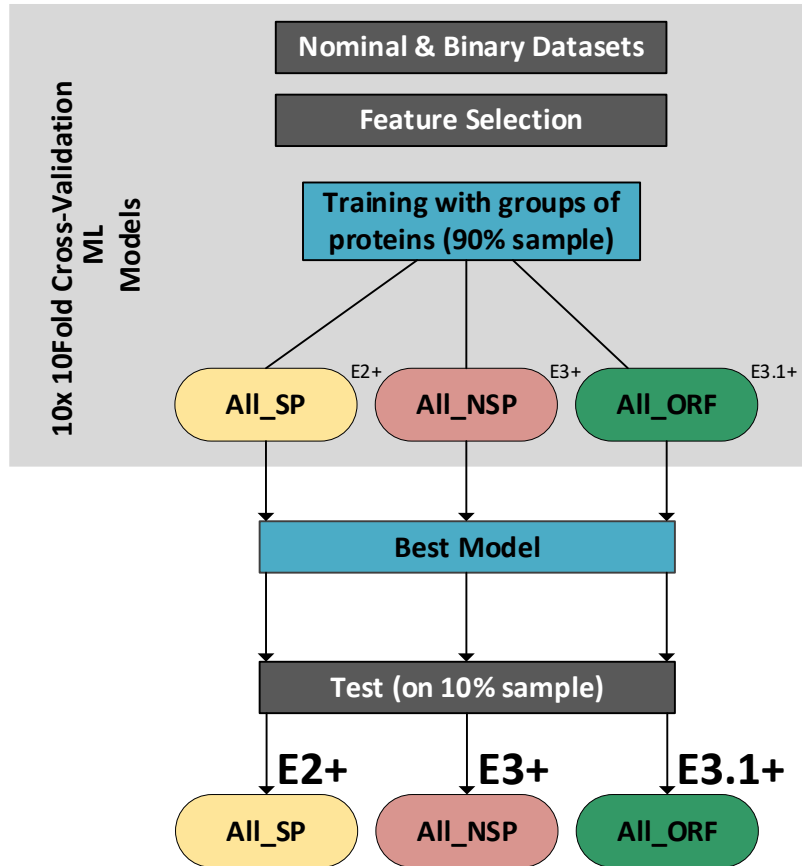 Nominal & Binary Datasets
Feature Selection
10x 10Fold Cross-Validation
ML
Models
Training with groups of
proteins (90% sample)
E2+
E3+
E3.1+
All_SP
All_NSP
All_ORF
Best Model
Test (on 10% sample)
E2+
E3+
E3.1+
All_SP
All_NSP
All_ORF